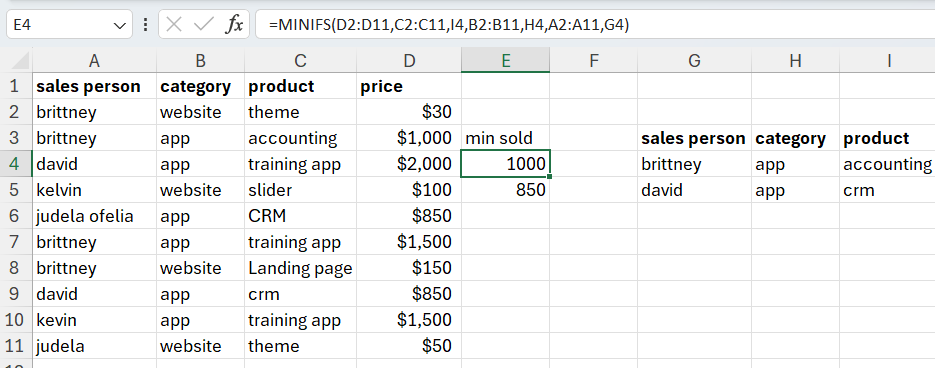 E4 fx =MINIFS(D2:D11,C2:C11,I4,B2:B11,H4,A2:A11,G4)
A B C D E F G H I
1 sales person category product price
2 brittney website theme $30
3 brittney app accounting $1,000 min sold sales person category product
4 david app training app $2,000 1000 brittney app accounting
5 kelvin website slider $100 850 david app crm
6 judela ofelia app CRM $850
7 brittney app training app $1,500
8 brittney website Landing page $150
9 david app crm $850
10 kevin app training app $1,500
11 judela website theme $50